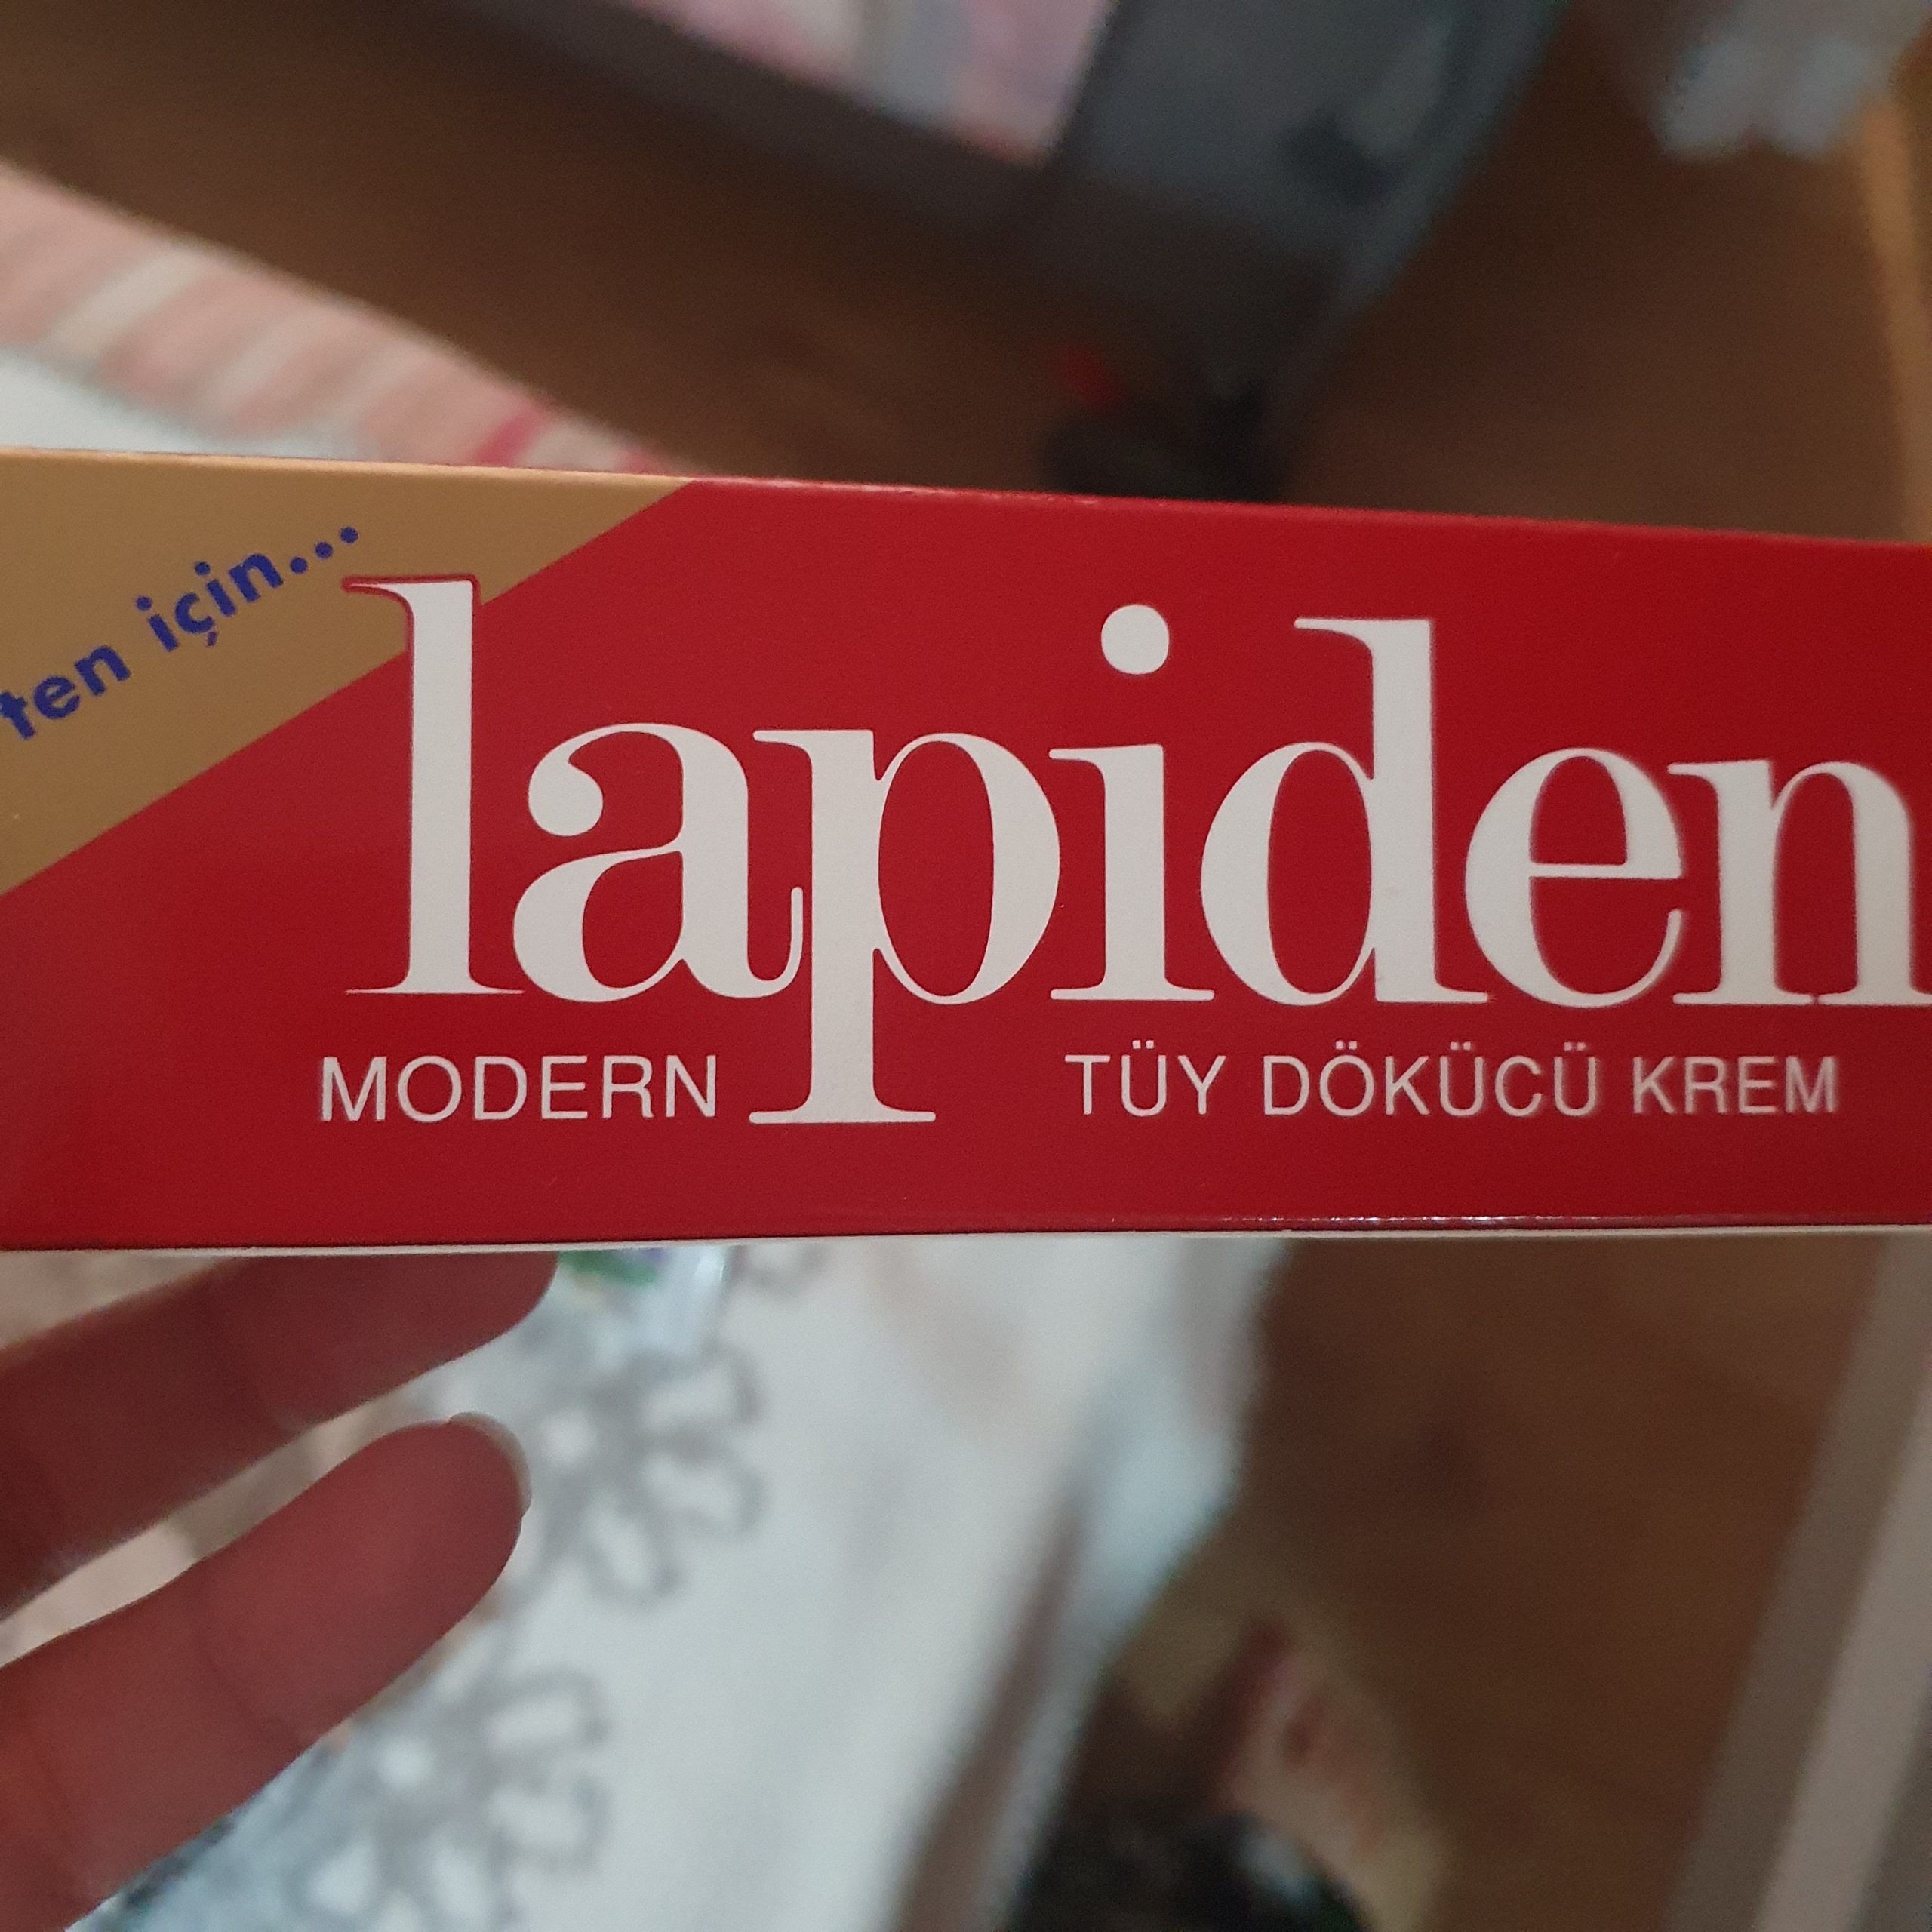 ten için...
lapiden
MODERN TÜY DÖKÜCÜ KREM